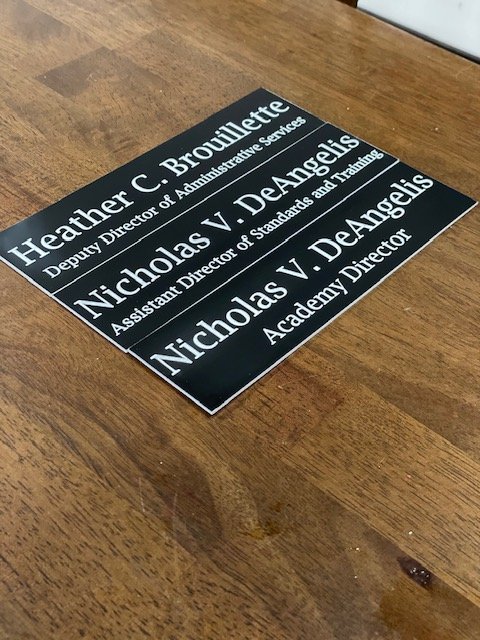 Heather C. Brouillette
Deputy Director of Administrative Services
Nicholas V. DeAngelis
Assistant Director of Standards and Training
Nicholas V. DeAngelis
Academy Director